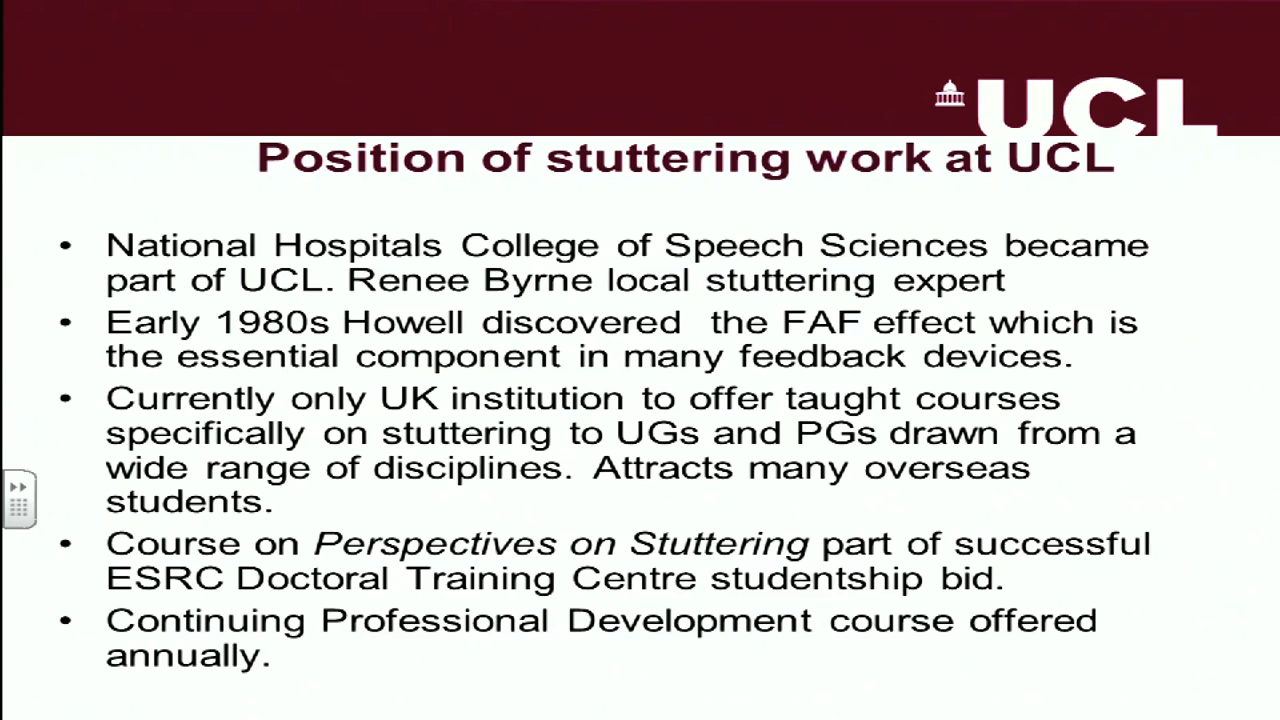 UCL
Position of stuttering work at UCL
• National Hospitals College of Speech Sciences became
part of UCL. Renee Byrne local stuttering expert
• Early 1980s Howell discovered the FAF effect which is
the essential component in many feedback devices.
• Currently only UK institution to offer taught courses
specifically on stuttering to UGs and PGs drawn from a
wide range of disciplines. Attracts many overseas
students.
• Course on Perspectives on Stuttering part of successful
ESRC Doctoral Training Centre studentship bid.
• Continuing Professional Development course offered
annually.